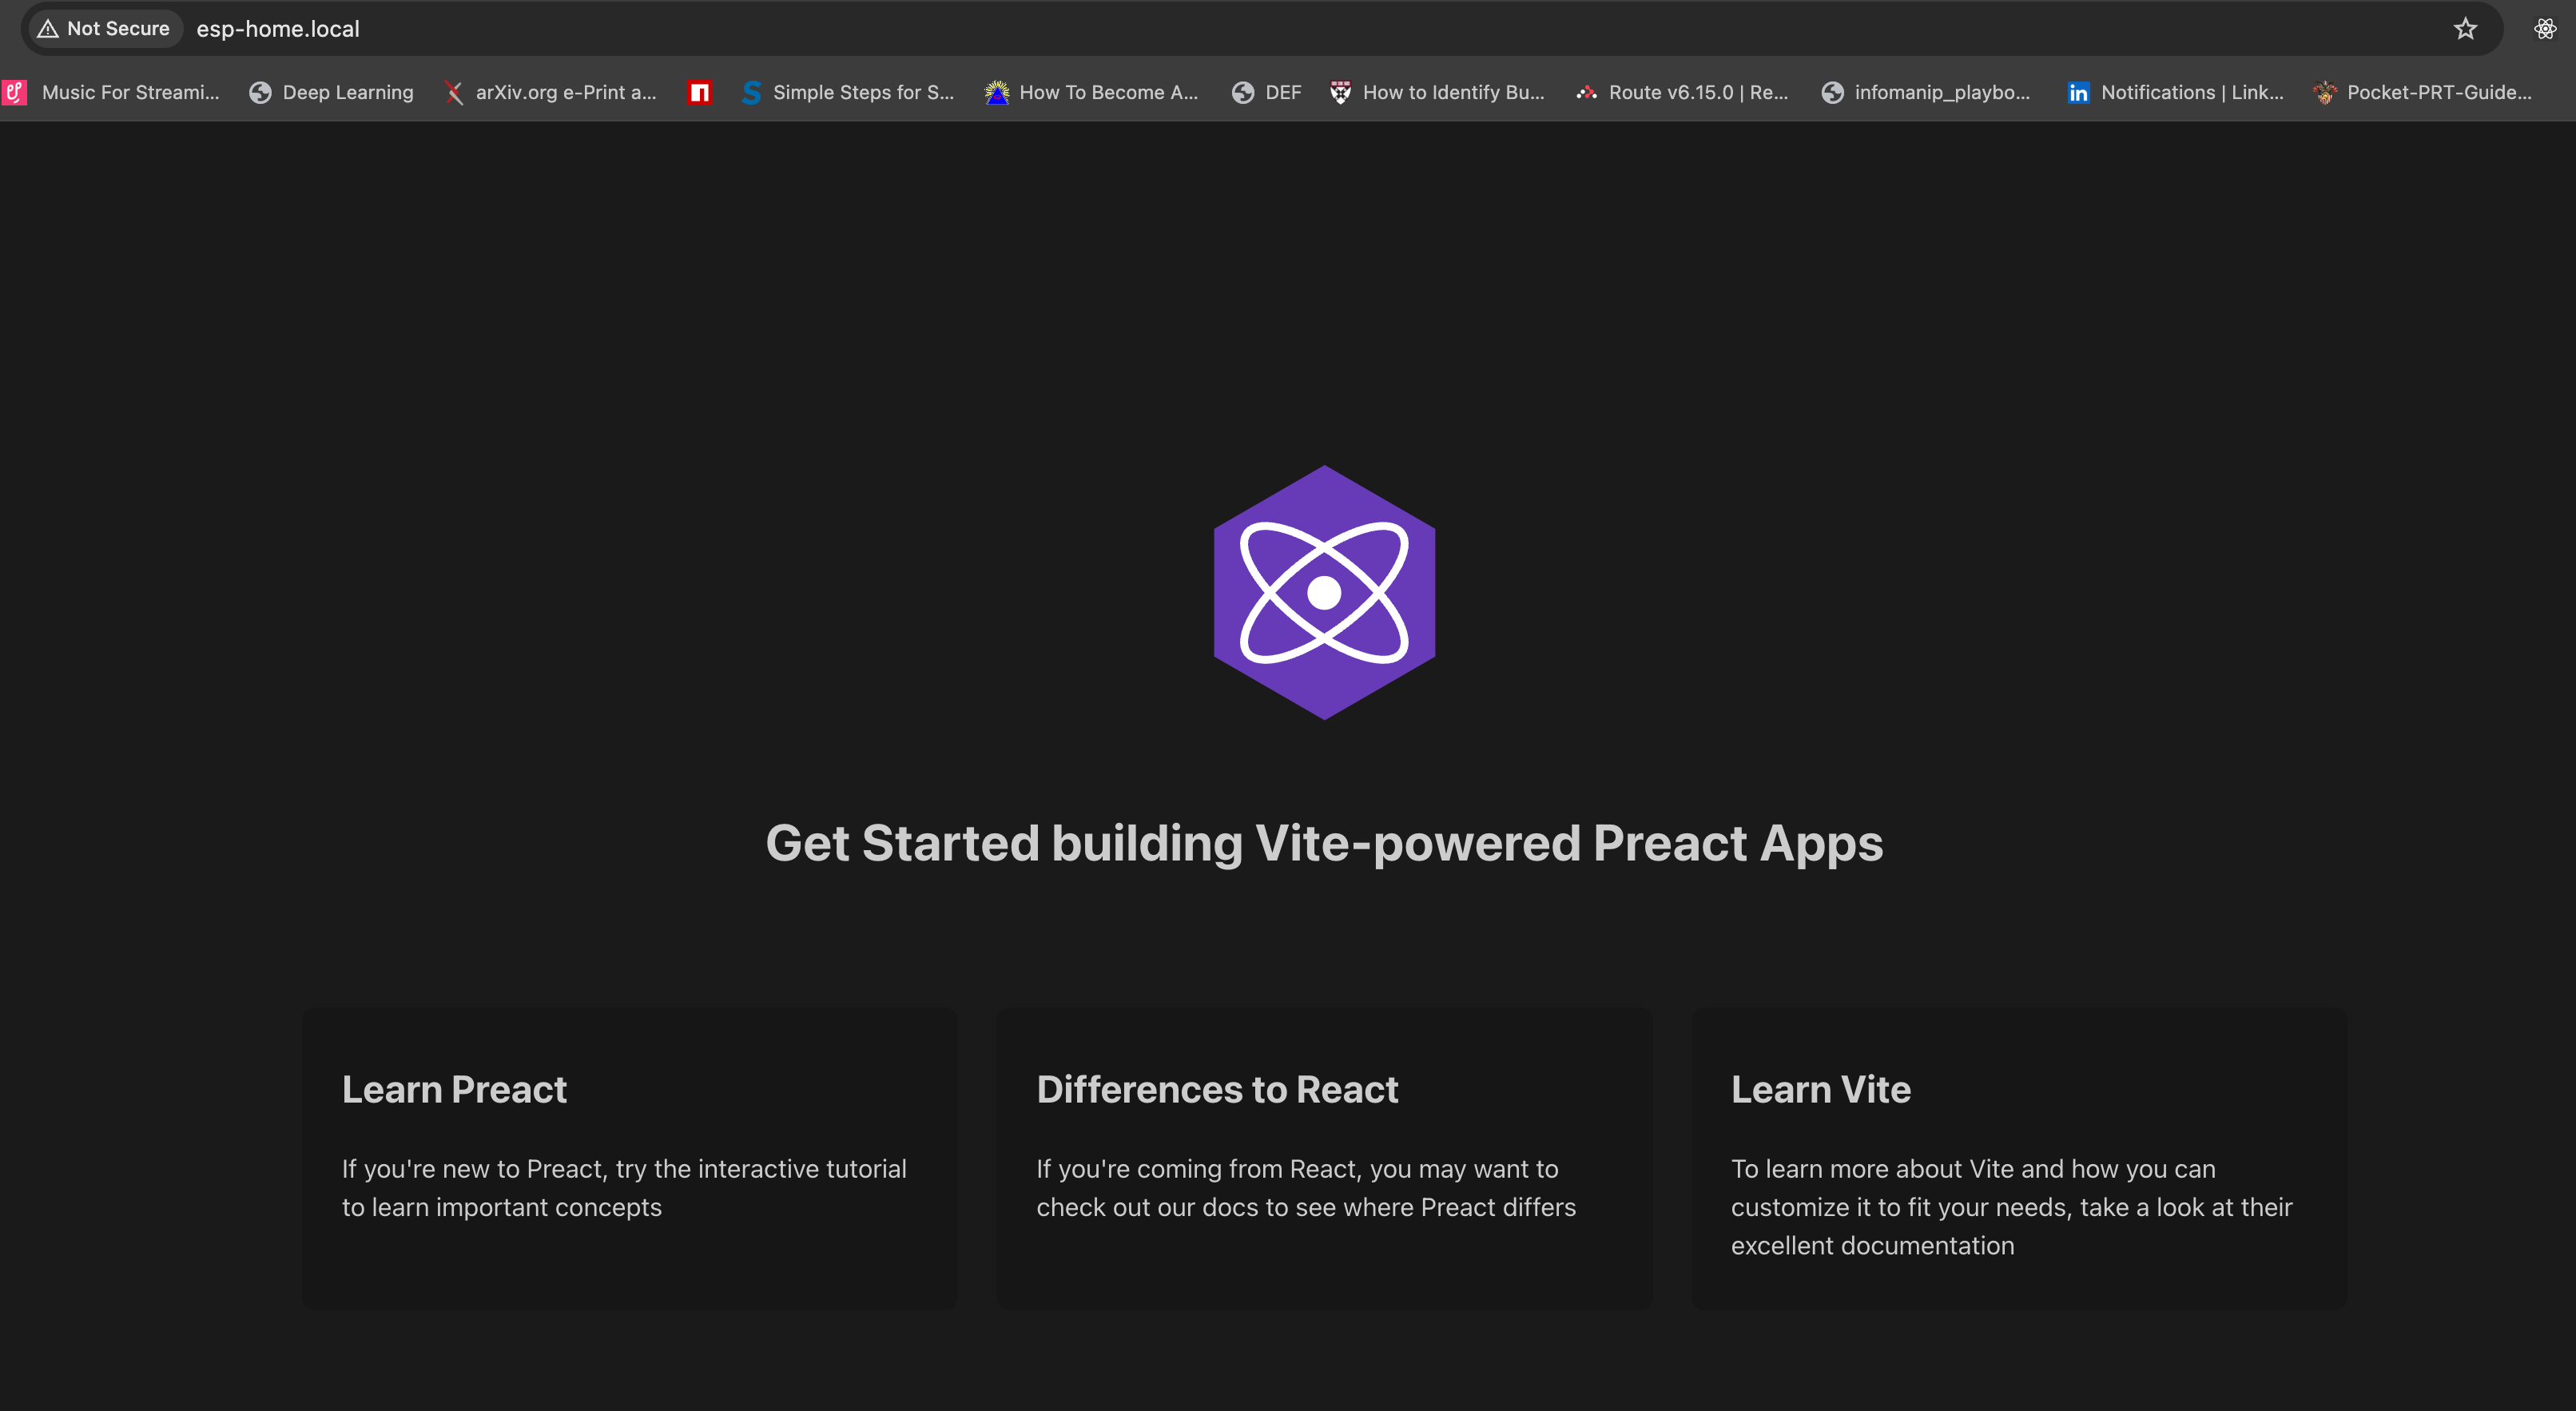 Not Secure esp-home.local
Music For Streami... Deep Learning arXiv.org e-Print a... Simple Steps for S... How To Become A... DEF How to Identify Bu... Route v6.15.0 | Re... infomanip_playbo... Notifications | Link... Pocket-PRT-Guide...
Get Started building Vite-powered Preact Apps
Learn Preact
If you're new to Preact, try the interactive tutorial
to learn important concepts
Differences to React
If you're coming from React, you may want to
check out our docs to see where Preact differs
Learn Vite
To learn more about Vite and how you can
customize it to fit your needs, take a look at their
excellent documentation